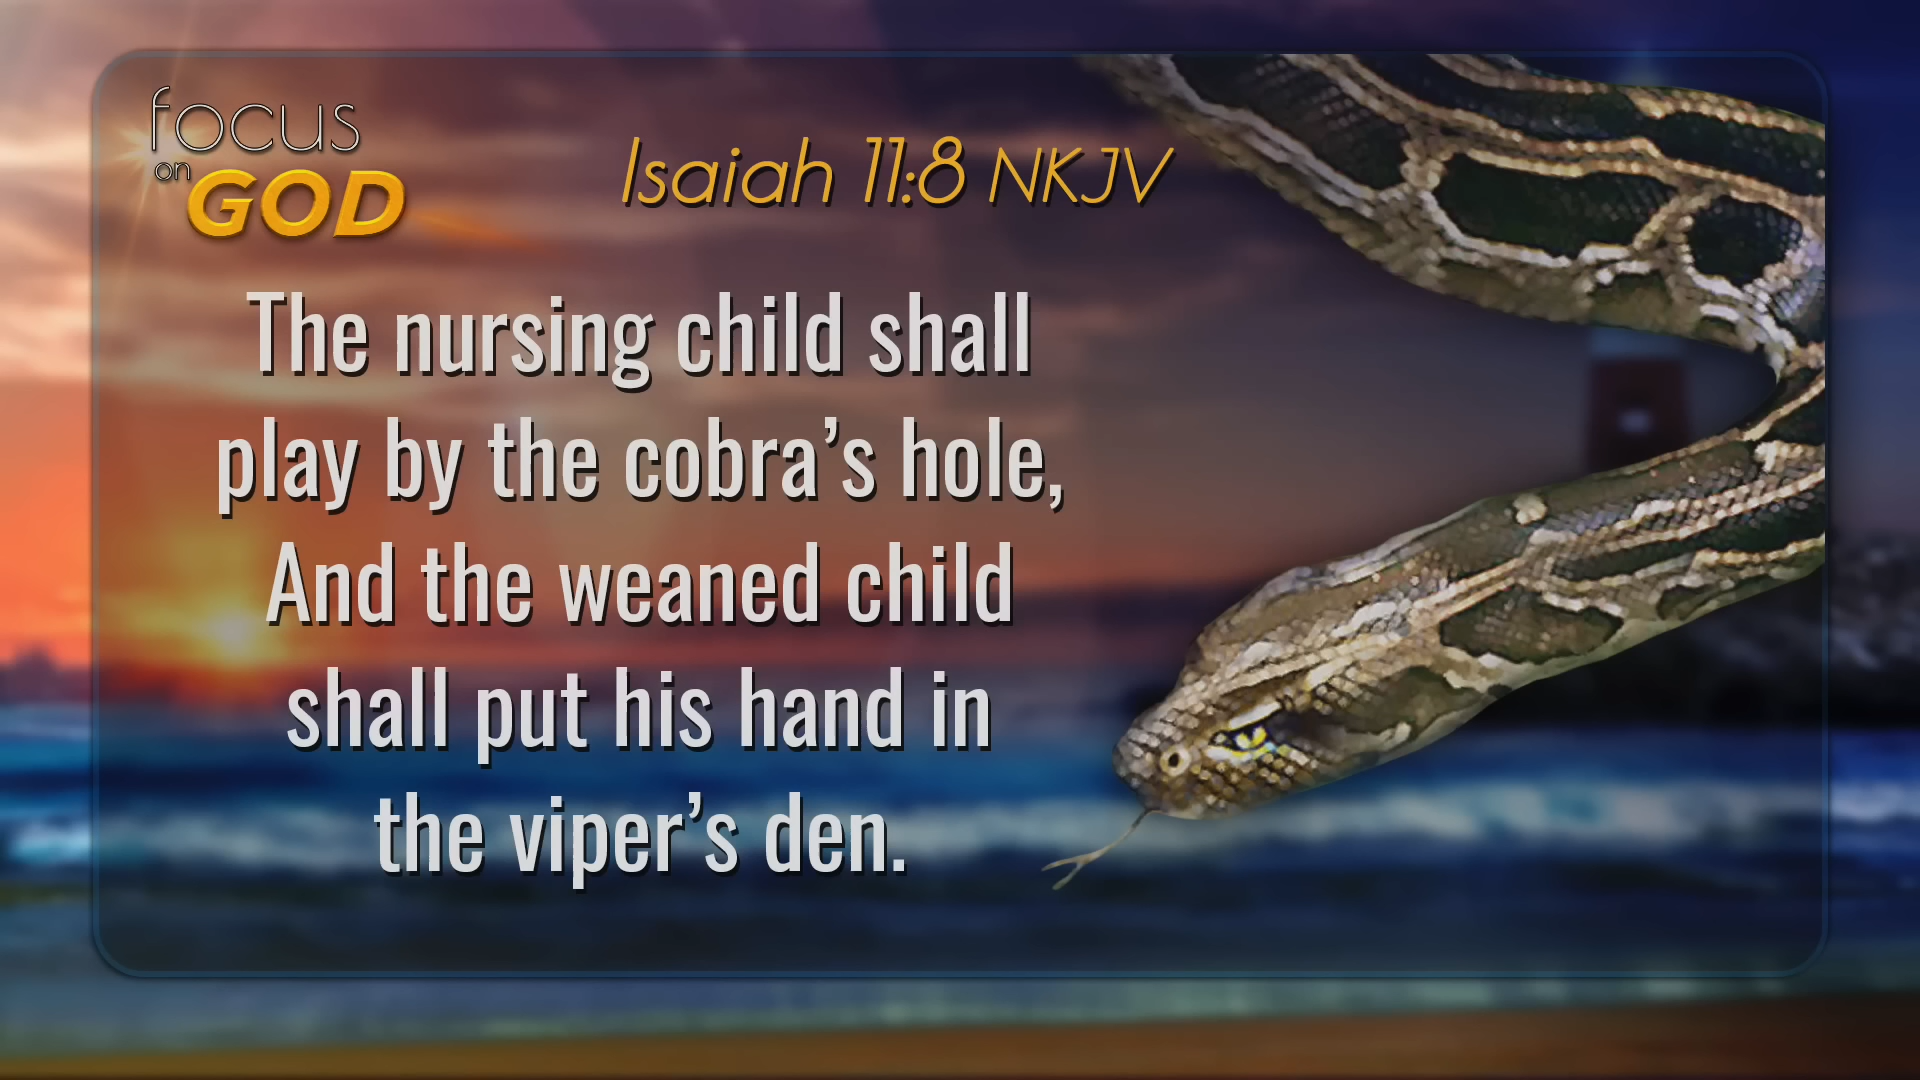 focus
on
GOD
Isaiah 11:8 NKJV
The nursing child shall
play by the cobra’s hole,
And the weaned child
shall put his hand in
the viper’s den.